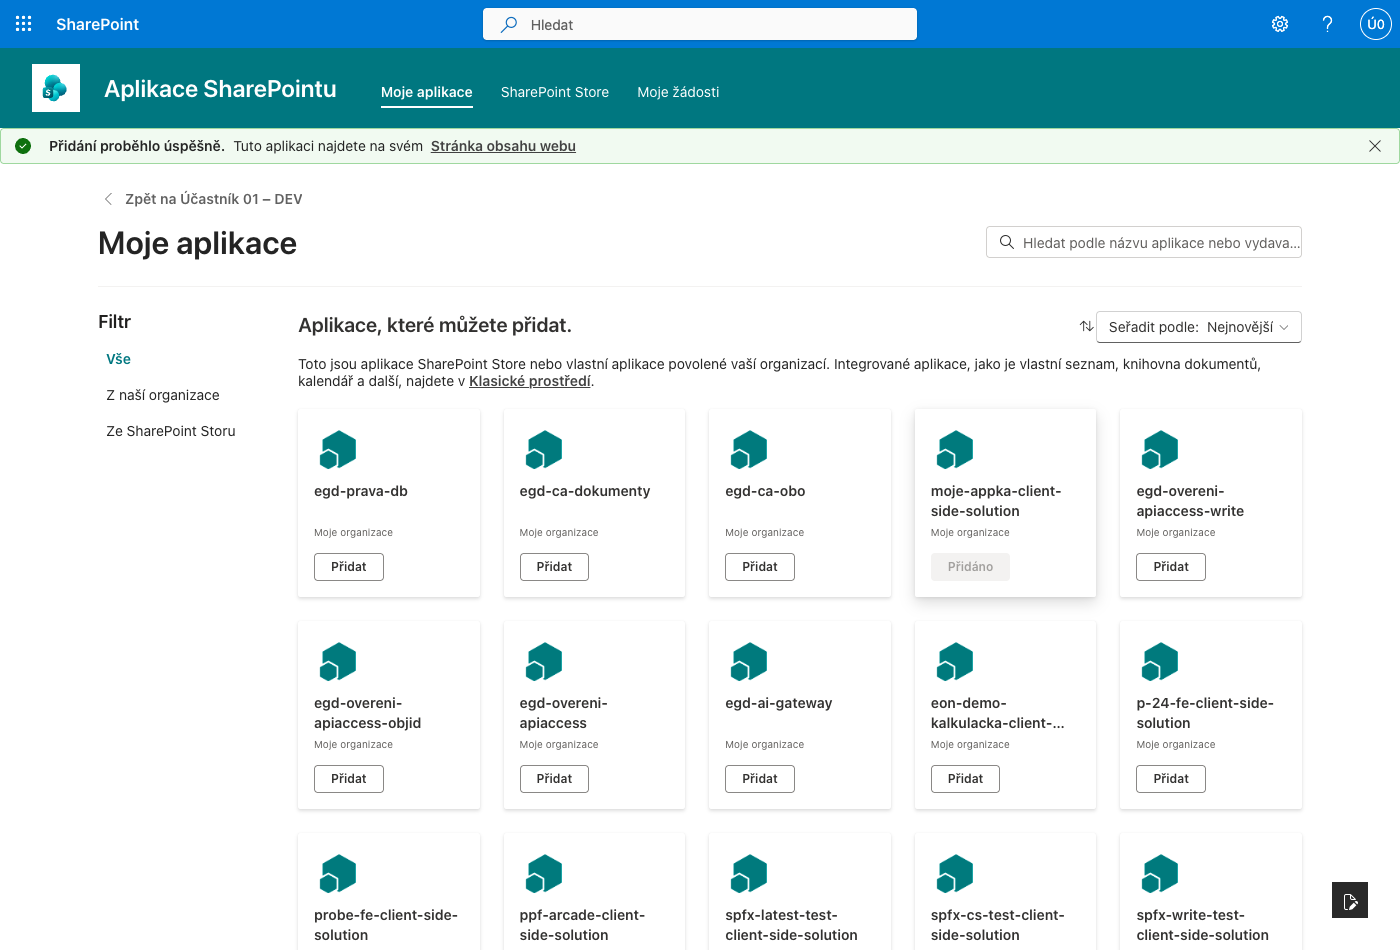 SharePoint
Hledat
Ú0
S
Aplikace SharePointu
Moje aplikace
SharePoint Store
Moje žádosti
Přidání proběhlo úspěšně. Tuto aplikaci najdete na svém Stránka obsahu webu
Zpět na Účastník 01 – DEV
Moje aplikace
Hledat podle názvu aplikace nebo vydava...
Filtr
Vše
Z naší organizace
Ze SharePoint Storu
Aplikace, které můžete přidat.
Seřadit podle: Nejnovější
Toto jsou aplikace SharePoint Store nebo vlastní aplikace povolené vaší organizací. Integrované aplikace, jako je vlastní seznam, knihovna dokumentů,
kalendář a další, najdete v Klasické prostředí.
egd-prava-db
Moje organizace
Přidat
egd-ca-dokumenty
Moje organizace
Přidat
egd-ca-obo
Moje organizace
Přidat
moje-appka-client-
side-solution
Moje organizace
Přidáno
egd-overeni-
apiaccess-write
Moje organizace
Přidat
egd-overeni-
apiaccess-objid
Moje organizace
Přidat
egd-overeni-
apiaccess
Moje organizace
Přidat
egd-ai-gateway
Moje organizace
Přidat
eon-demo-
kalkulacka-client-...
Moje organizace
Přidat
p-24-fe-client-side-
solution
Moje organizace
Přidat
probe-fe-client-side-
solution
ppf-arcade-client-
side-solution
spfx-latest-test-
client-side-solution
spfx-cs-test-client-
side-solution
spfx-write-test-
client-side-solution